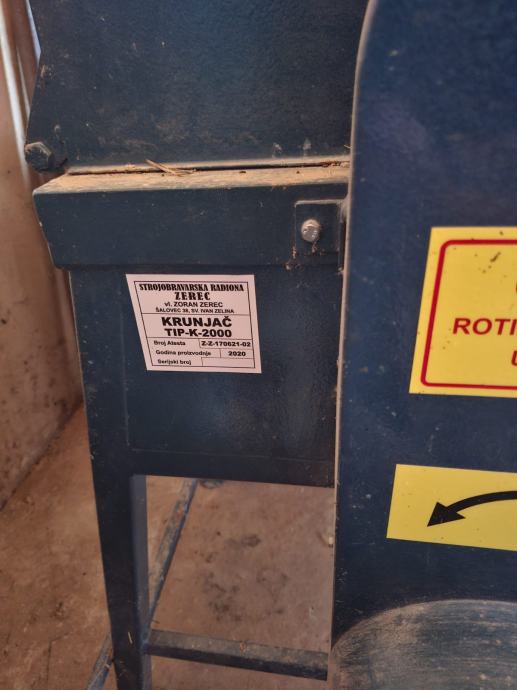 STROJOBRAVARSKA RADIONA
ZEREC
vl. ZORAN ZEREC
ŠALOVEC 38, SV. IVAN ZELINA
KRUNJAČ
TIP-K-2000
Broj Atesta Z-Z-170621-02
Godina proizvodnje 2020
Serijski broj
ROTI
U